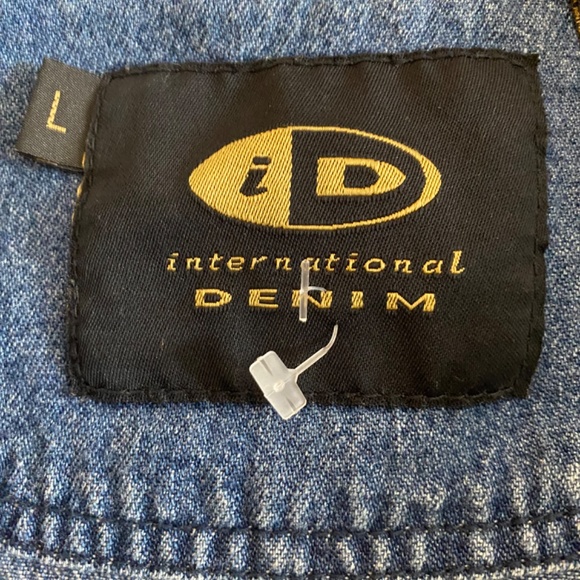 L
iD
international
DENIM